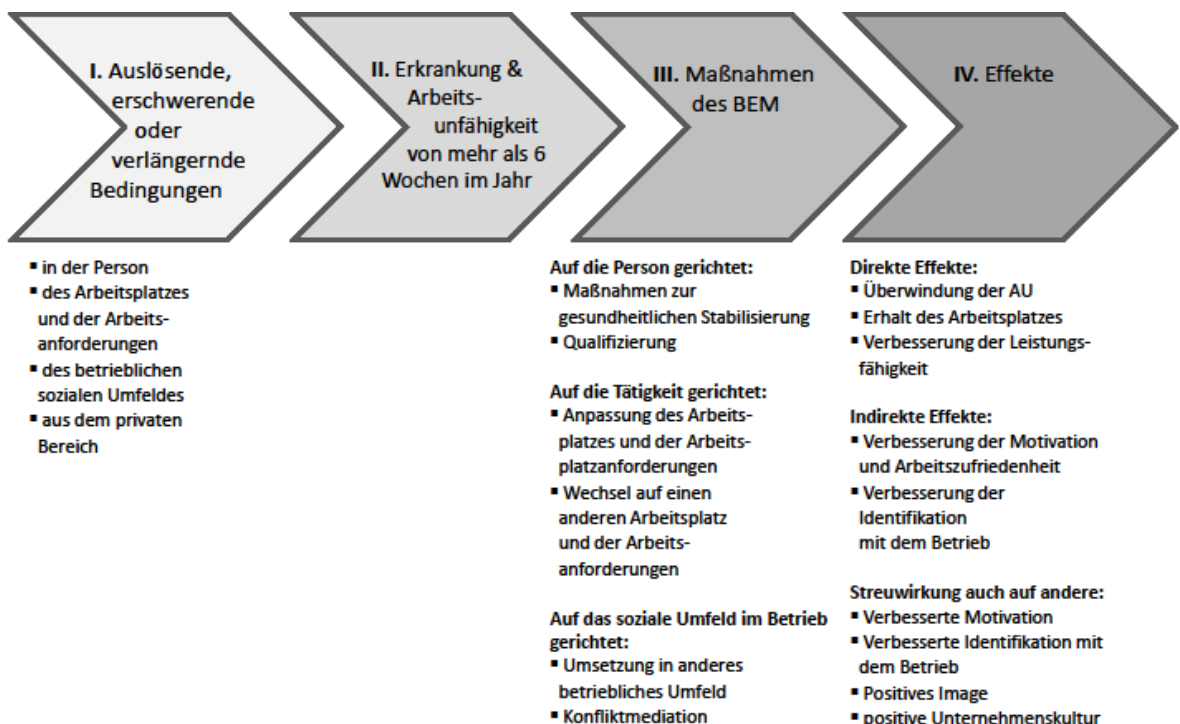 I. Auslösende,
erschwerende
oder
verlängernde
Bedingungen
II. Erkrankung &
Arbeits-
unfähigkeit
von mehr als 6
Wochen im Jahr
III. Maßnahmen
des BEM
IV. Effekte
▪ in der Person
▪ des Arbeitsplatzes
und der Arbeits-
anforderungen
▪ des betrieblichen
sozialen Umfeldes
▪ aus dem privaten
Bereich
Auf die Person gerichtet:
▪ Maßnahmen zur
gesundheitlichen Stabilisierung
▪ Qualifizierung
Auf die Tätigkeit gerichtet:
▪ Anpassung des Arbeits-
platzes und der Arbeits-
platzanforderungen
▪ Wechsel auf einen
anderen Arbeitsplatz
und der Arbeits-
anforderungen
Auf das soziale Umfeld im Betrieb
gerichtet:
▪ Umsetzung in anderes
betriebliches Umfeld
▪ Konfliktmediation
Direkte Effekte:
▪ Überwindung der AU
▪ Erhalt des Arbeitsplatzes
▪ Verbesserung der Leistungs-
fähigkeit
Indirekte Effekte:
▪ Verbesserung der Motivation
und Arbeitszufriedenheit
▪ Verbesserung der
Identifikation
mit dem Betrieb
Streuwirkung auch auf andere:
▪ Verbesserte Motivation
▪ Verbesserte Identifikation mit
dem Betrieb
▪ Positives Image
▪ positive Unternehmenskultur